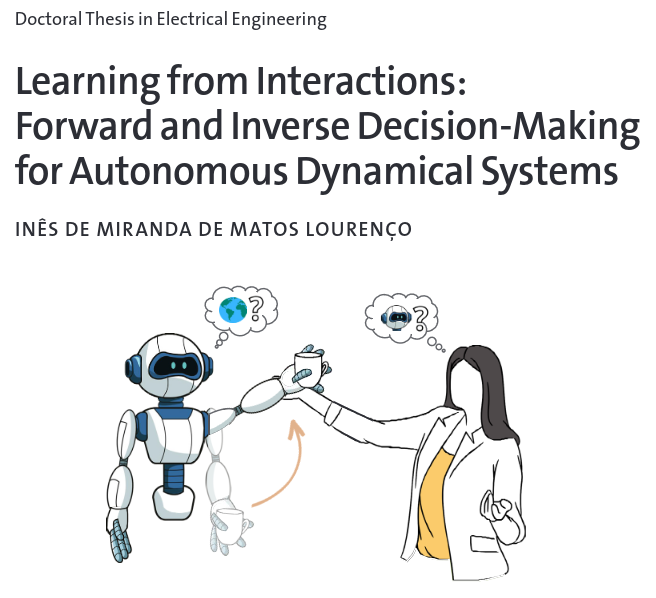 Doctoral Thesis in Electrical Engineering
Learning from Interactions:
Forward and Inverse Decision-Making
for Autonomous Dynamical Systems
INÊS DE MIRANDA DE MATOS LOURENÇO
?
?